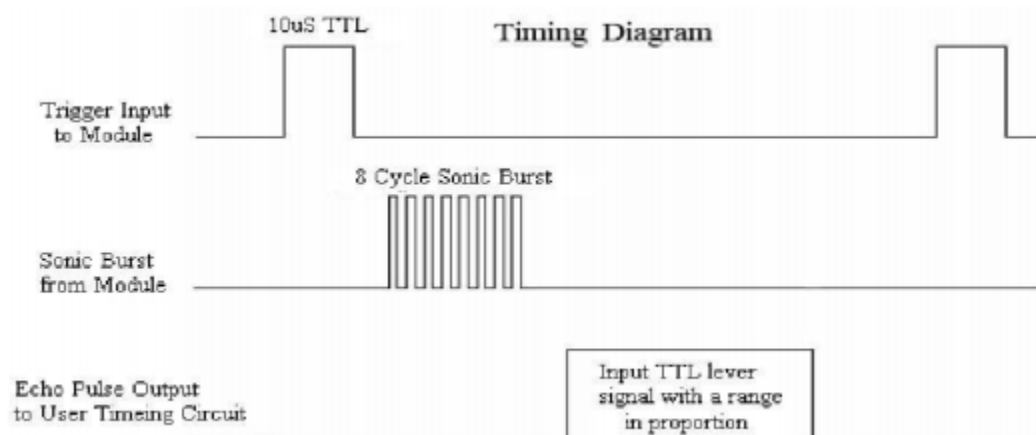 10uS TTL
Timing Diagram
Trigger Input
to Module
8 Cycle Sonic Burst
Sonic Burst
from Module
Echo Pulse Output
to User Timeing Circuit
Input TTL lever
signal with a range
in proportion